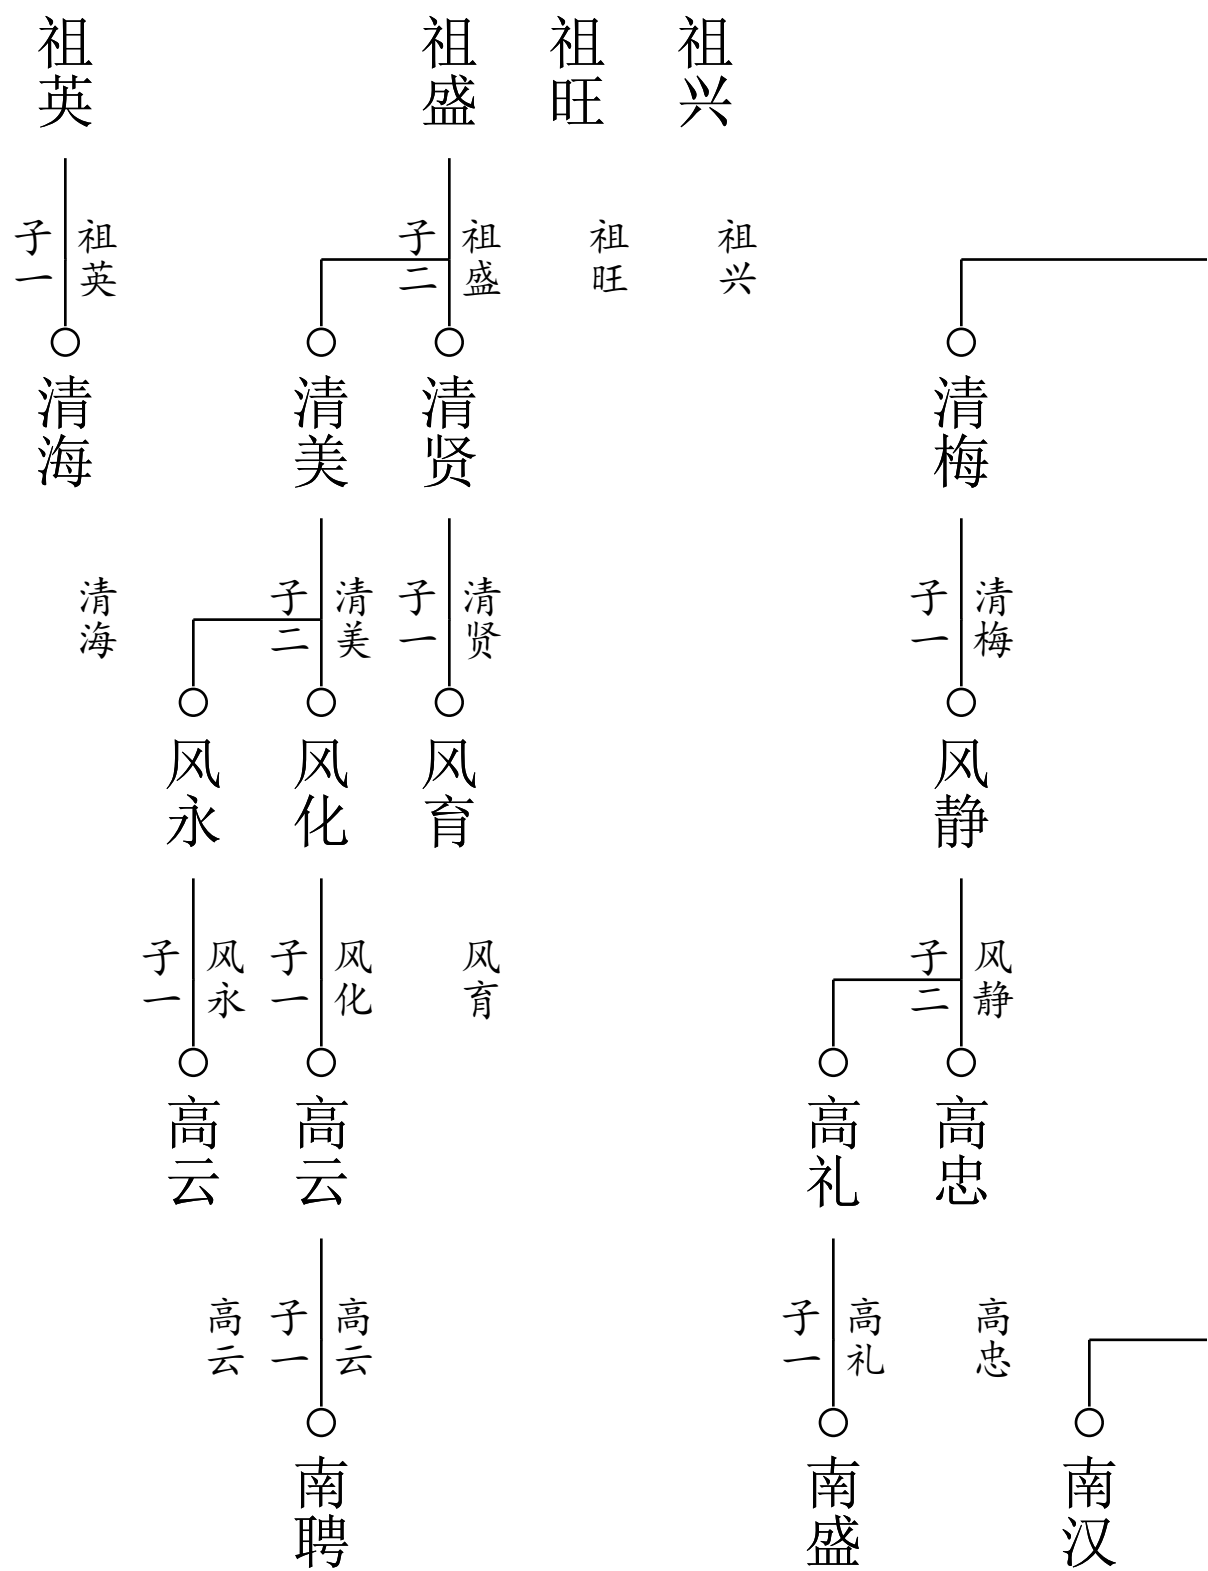 祖英
祖盛
祖旺
祖兴
子一
祖英
子二
祖盛
祖旺
祖兴
清海
清美
清贤
清梅
清海
子二
清美
子一
清贤
子一
清梅
风永
风化
风育
风静
子一
风永
子一
风化
风育
子二
风静
高云
高云
高礼
高忠
高云
子一
高云
子一
高礼
高忠
南聘
南盛
南汉